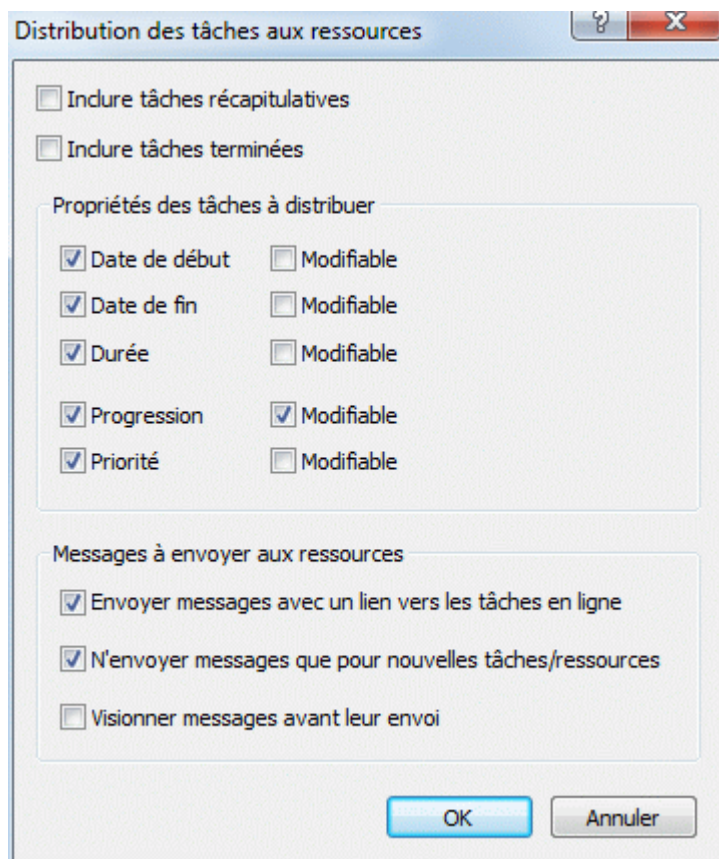 Distribution des tâches aux ressources
Inclure tâches récapitulatives
Inclure tâches terminées
Propriétés des tâches à distribuer
Date de début Modifiable
Date de fin Modifiable
Durée Modifiable
Progression Modifiable
Priorité Modifiable
Messages à envoyer aux ressources
Envoyer messages avec un lien vers les tâches en ligne
N'envoyer messages que pour nouvelles tâches/ressources
Visionner messages avant leur envoi
OK Annuler